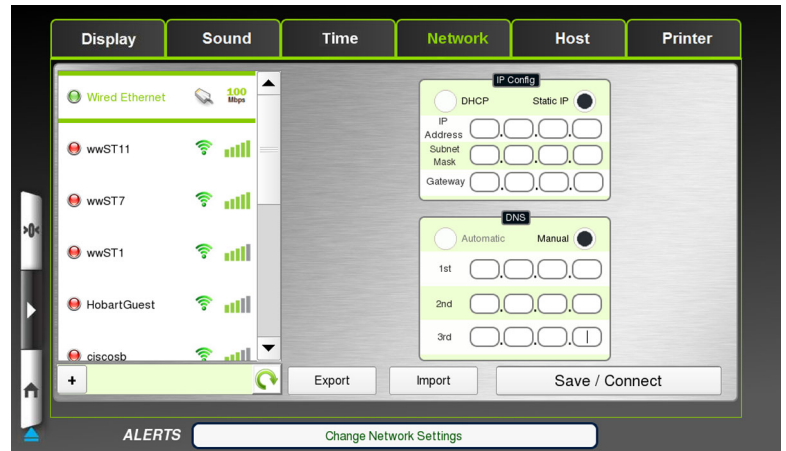 Display Sound Time Network Host Printer
Wired Ethernet 100 Mbps
wwST11
wwST7
wwST1
HobartGuest
ciscosb
IP Config
DHCP Static IP
IP Address
Subnet Mask
Gateway
DNS
Automatic Manual
1st
2nd
3rd
>0<
+ Export Import Save / Connect
ALERTS Change Network Settings